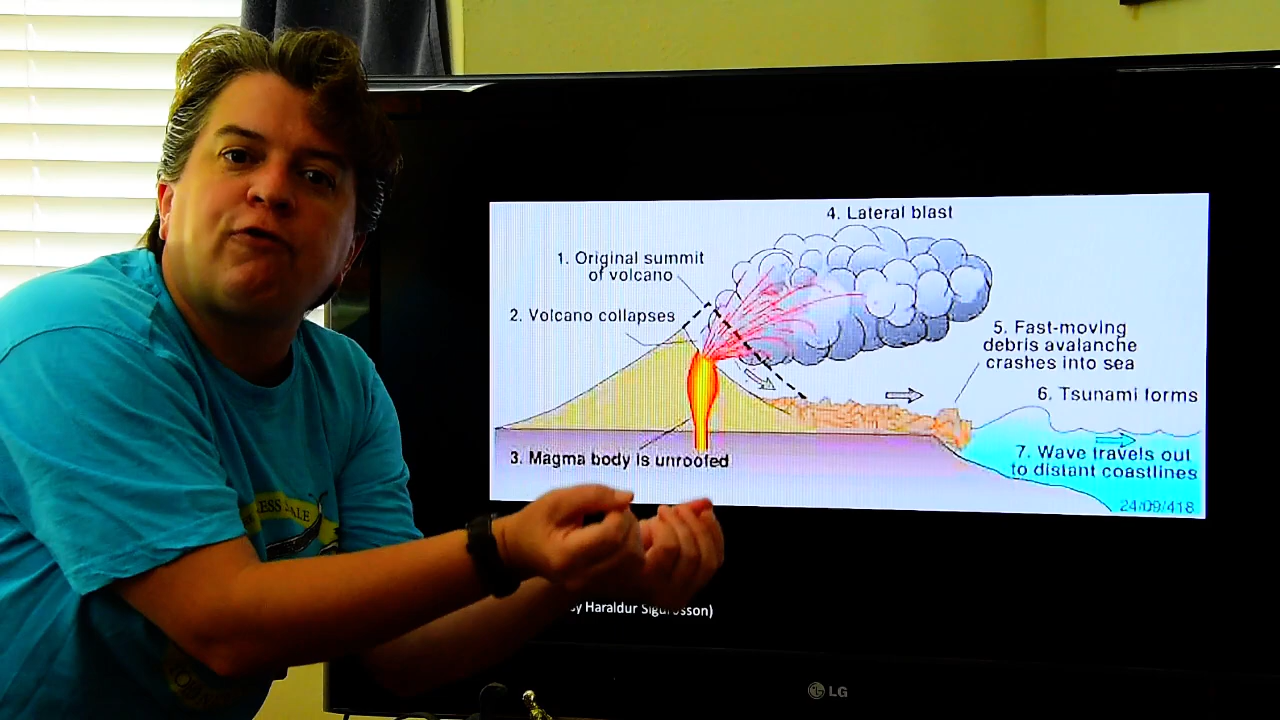 4. Lateral blast
1. Original summit
of volcano
2. Volcano collapses
5. Fast-moving
debris avalanche
crashes into sea
6. Tsunami forms
7. Wave travels out
to distant coastlines
3. Magma body is unroofed
24/09/418
Haraldur
LG